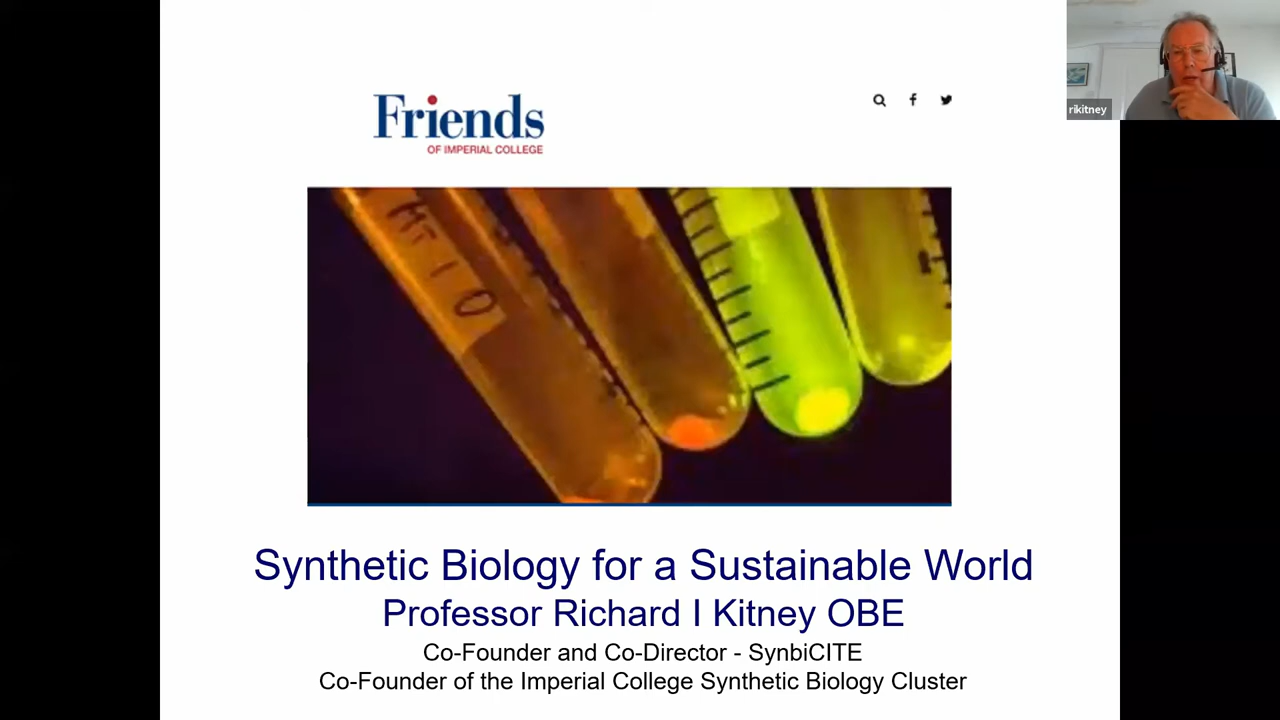 Friends
OF IMPERIAL COLLEGE
rikitney
Synthetic Biology for a Sustainable World
Professor Richard I Kitney OBE
Co-Founder and Co-Director - SynbiCITE
Co-Founder of the Imperial College Synthetic Biology Cluster